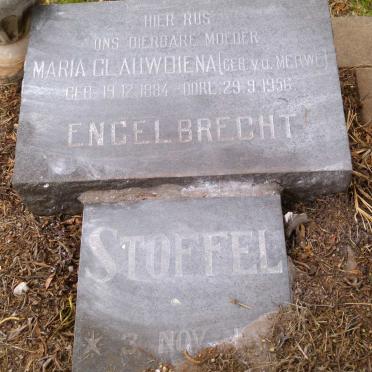 HIER RUS
ONS DIERBARE MOEDER
MARIA CLAUWDIENA (GEB. V.D. MERWE)
GEB. 19.12.1884 OORL. 29.9.1956
ENGELBRECHT
STOFFEL
* 3 NOV